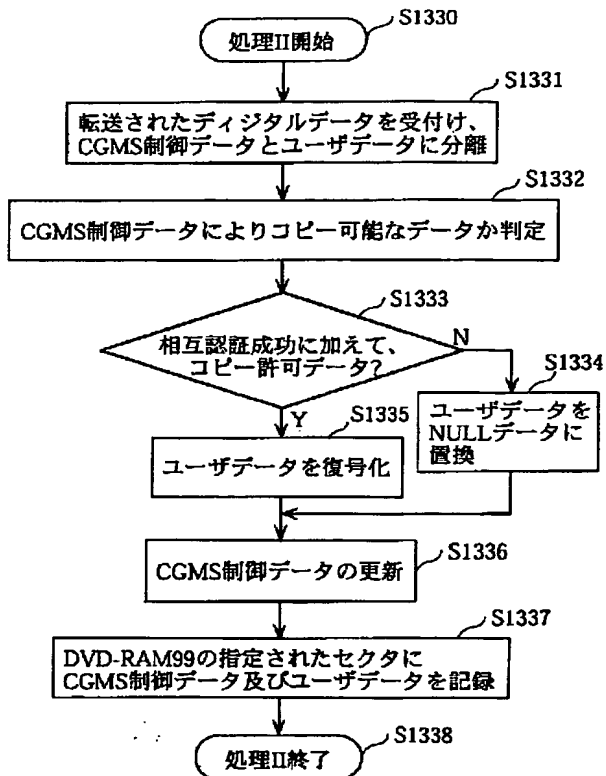 S1330
処理II開始
S1331
転送されたディジタルデータを受付け、
CGMS制御データとユーザデータに分離
S1332
CGMS制御データによりコピー可能なデータか判定
S1333
相互認証成功に加えて、
コピー許可データ?
N
S1334
ユーザデータを
NULLデータに
置換
Y
S1335
ユーザデータを復号化
S1336
CGMS制御データの更新
S1337
DVD-RAM99の指定されたセクタに
CGMS制御データ及びユーザデータを記録
S1338
処理II終了